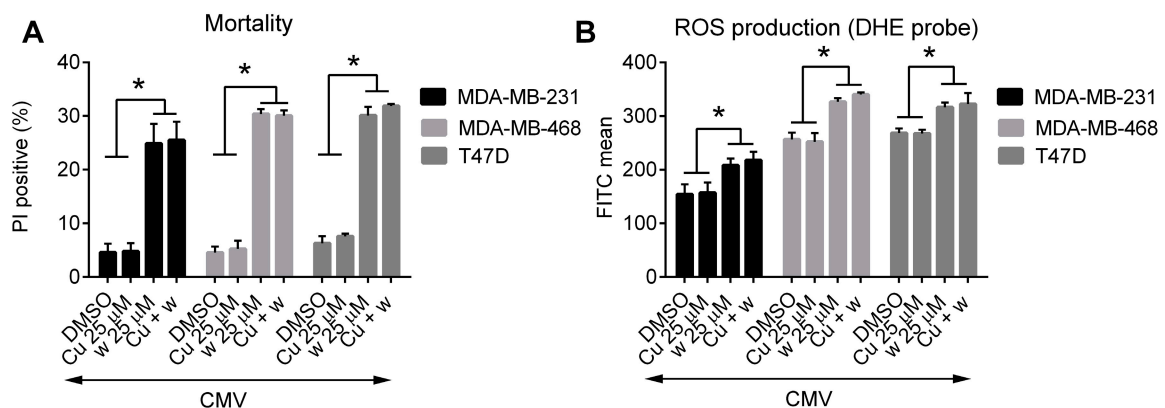 A
Mortality
PI positive (%)
40
30
20
10
0
*
*
*
MDA-MB-231
MDA-MB-468
T47D
DMSO
Cu 25 µM
w 25 µM
Cu + w
DMSO
Cu 25 µM
w 25 µM
Cu + w
DMSO
Cu 25 µM
w 25 µM
Cu + w
CMV
B
ROS production (DHE probe)
FITC mean
400
300
200
100
0
*
*
*
MDA-MB-231
MDA-MB-468
T47D
DMSO
Cu 25 µM
w 25 µM
Cu + w
DMSO
Cu 25 µM
w 25 µM
Cu + w
DMSO
Cu 25 µM
w 25 µM
Cu + w
CMV